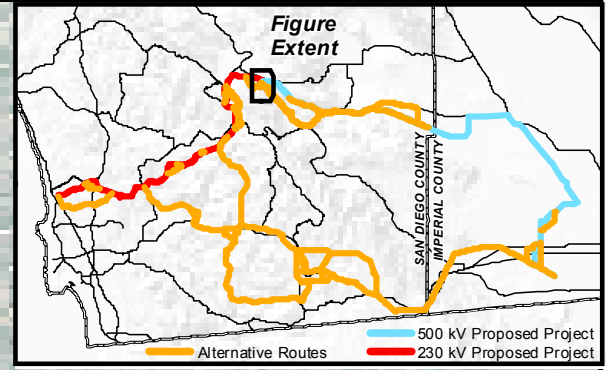 Figure
Extent
SAN DIEGO COUNTY
IMPERIAL COUNTY
500 kV Proposed Project
Alternative Routes
230 kV Proposed Project